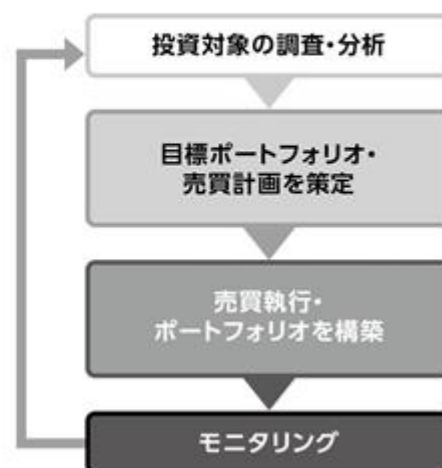 投資対象の調査・分析
目標ポートフォリオ・
売買計画を策定
売買執行・
ポートフォリオを構築
モニタリング